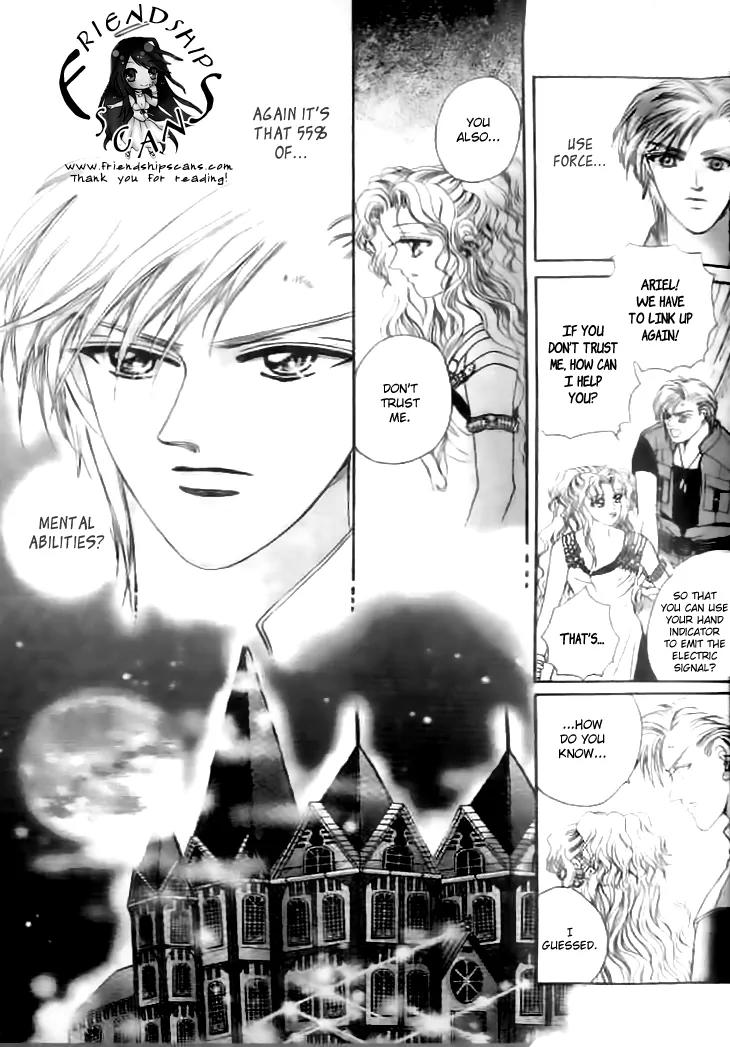 FRIENDSHIPS
SCANS
www.friendshipscans.com
Thank you for reading!
USE
FORCE...
ARIEL!
WE HAVE
TO LINK UP
AGAIN!
IF YOU
DON'T TRUST
ME, HOW CAN
I HELP
YOU?
SO THAT
YOU CAN USE
YOUR HAND
INDICATOR
TO EMIT THE
ELECTRIC
SIGNAL?
THAT'S...
...HOW
DO YOU
KNOW...
I
GUESSED.
YOU
ALSO...
DON'T
TRUST
ME.
AGAIN IT'S
THAT 55%
OF...
MENTAL
ABILITIES?